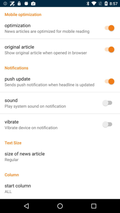 8:57
Mobile optimization
optimization
News articles are optimized for mobile reading
original article
Show original article when opened in browser
Notifications
push update
Sends push notification when headline is updated
sound
Play system sound on notification
vibrate
Vibrate device on notification
Text Size
size of news article
Regular
Column
start column
ALL